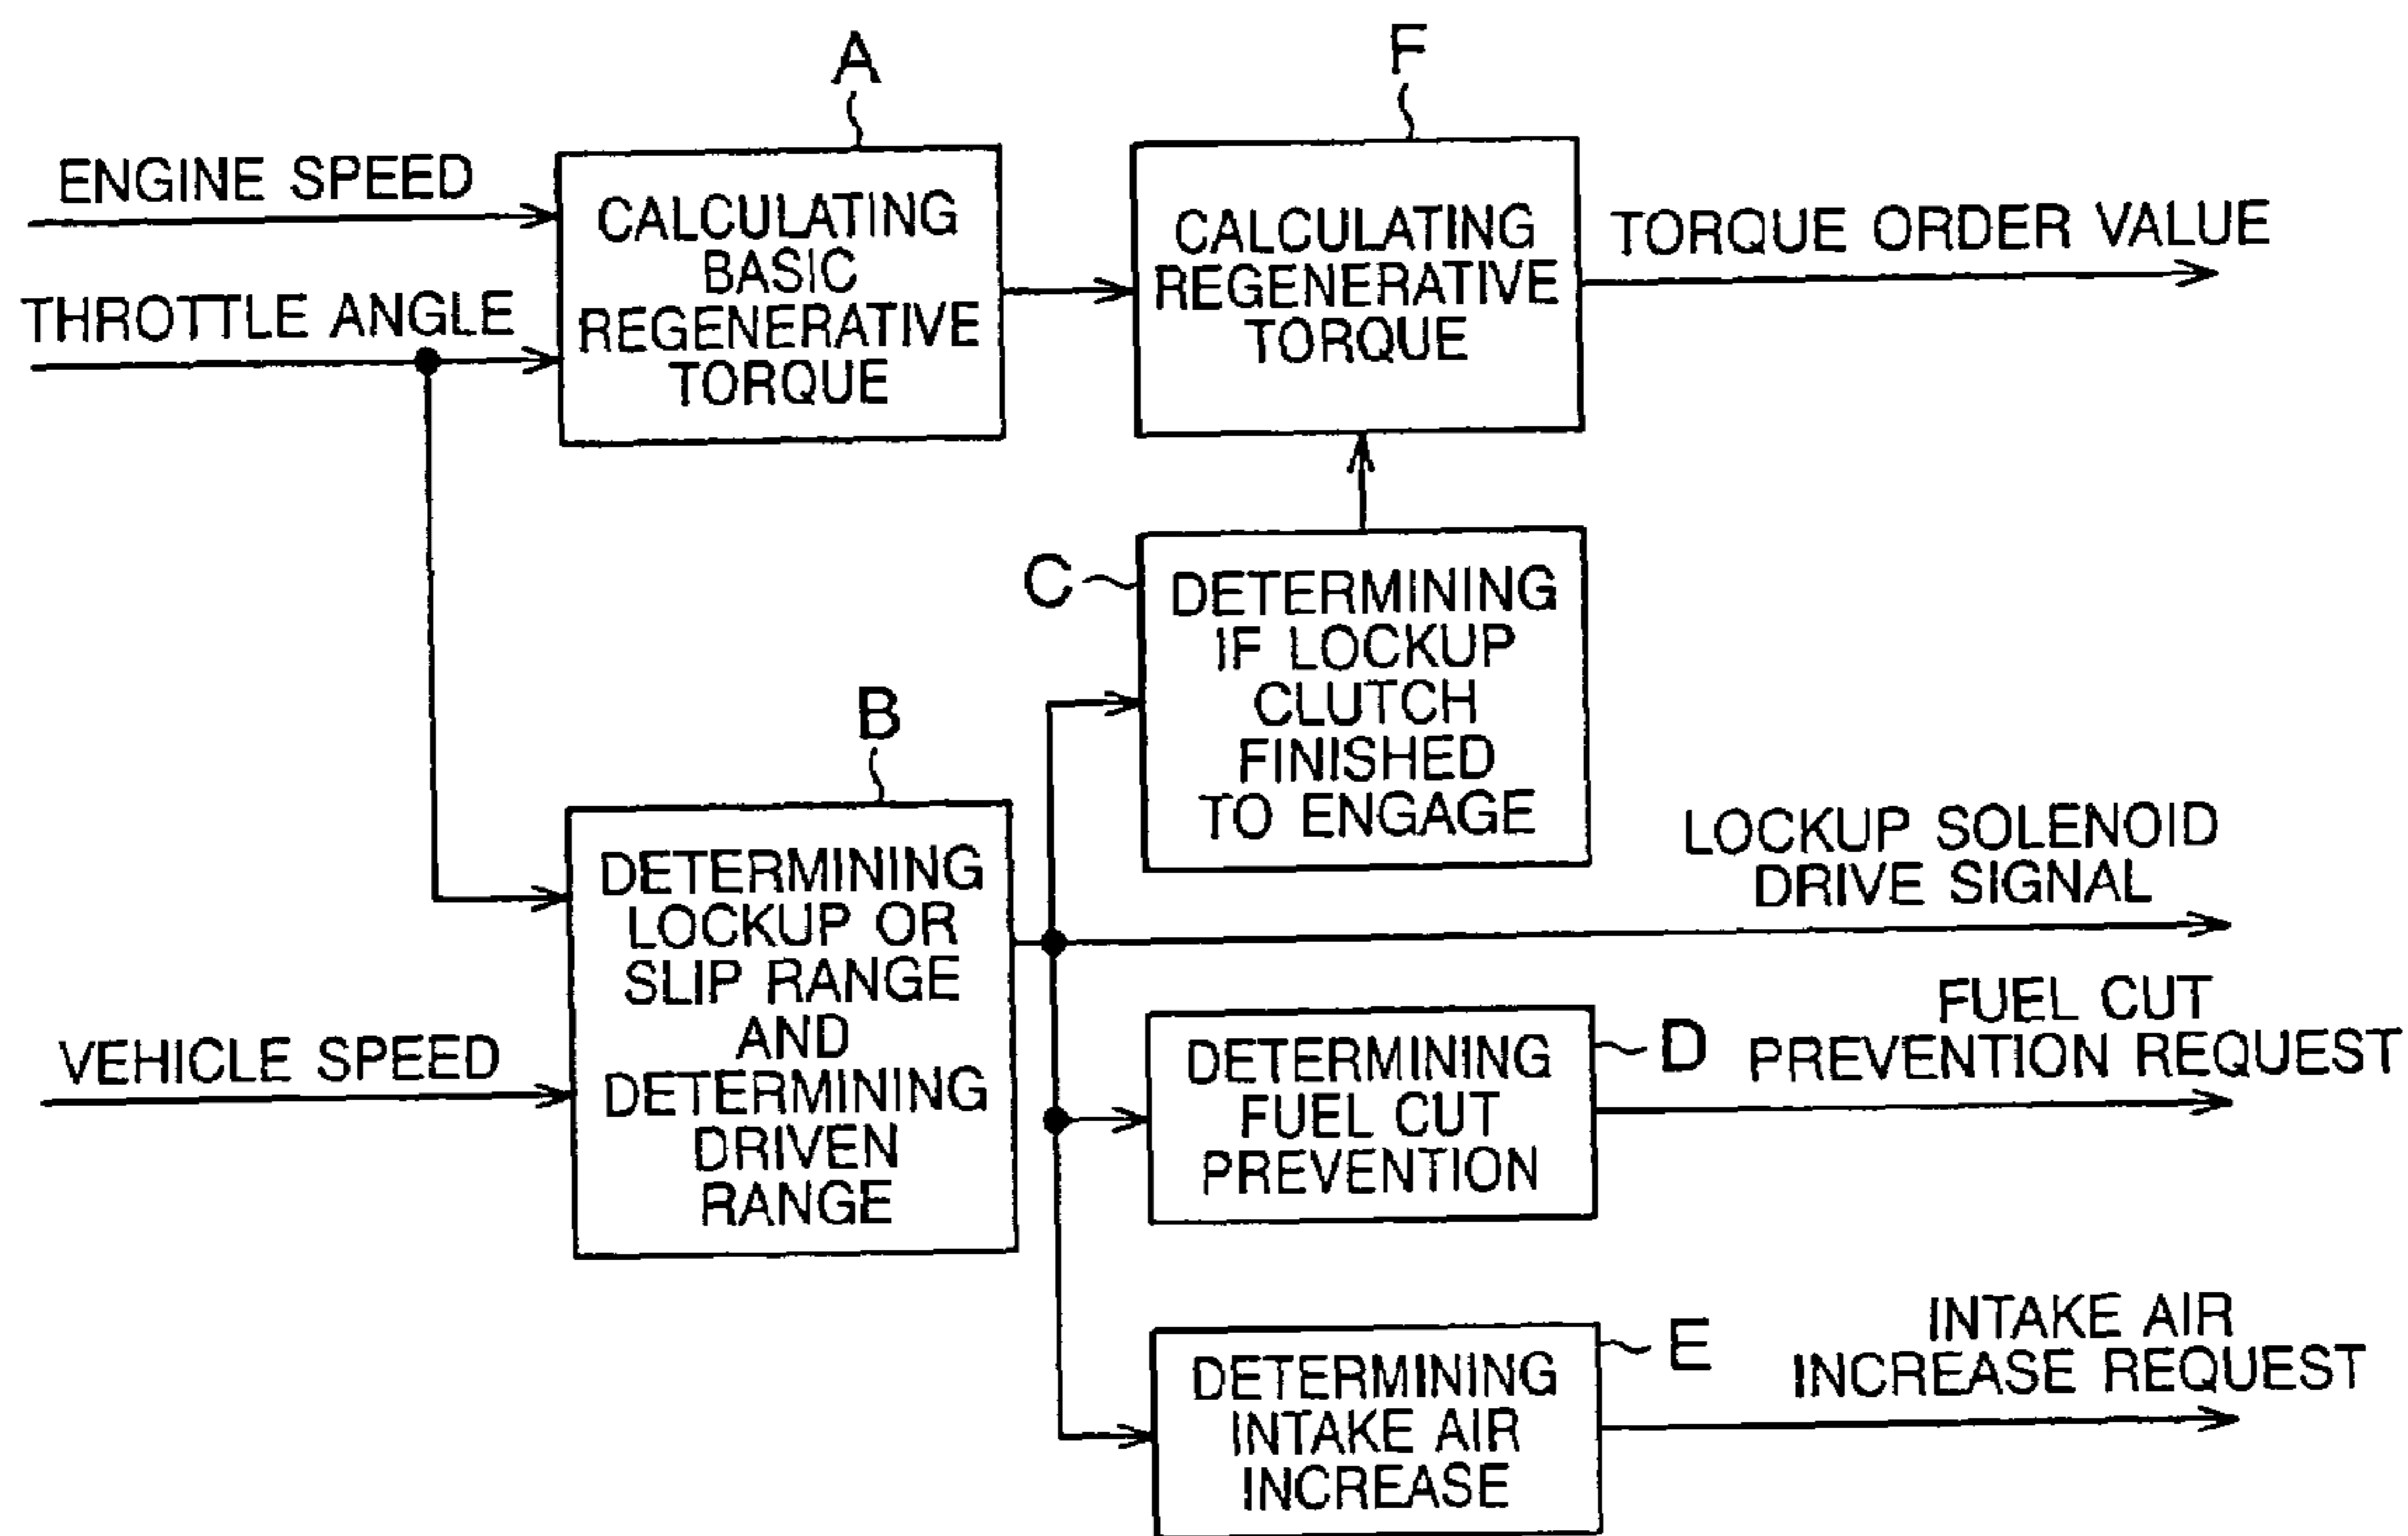 A
F
ENGINE SPEED
THROTTLE ANGLE
CALCULATING
BASIC
REGENERATIVE
TORQUE
CALCULATING
REGENERATIVE
TORQUE
TORQUE ORDER VALUE
C
DETERMINING
IF LOCKUP
CLUTCH
FINISHED
TO ENGAGE
B
DETERMINING
LOCKUP OR
SLIP RANGE
AND
DETERMINING
DRIVEN
RANGE
VEHICLE SPEED
LOCKUP SOLENOID
DRIVE SIGNAL
DETERMINING
FUEL CUT
PREVENTION
D
FUEL CUT
PREVENTION REQUEST
DETERMINING
INTAKE AIR
INCREASE
E
INTAKE AIR
INCREASE REQUEST